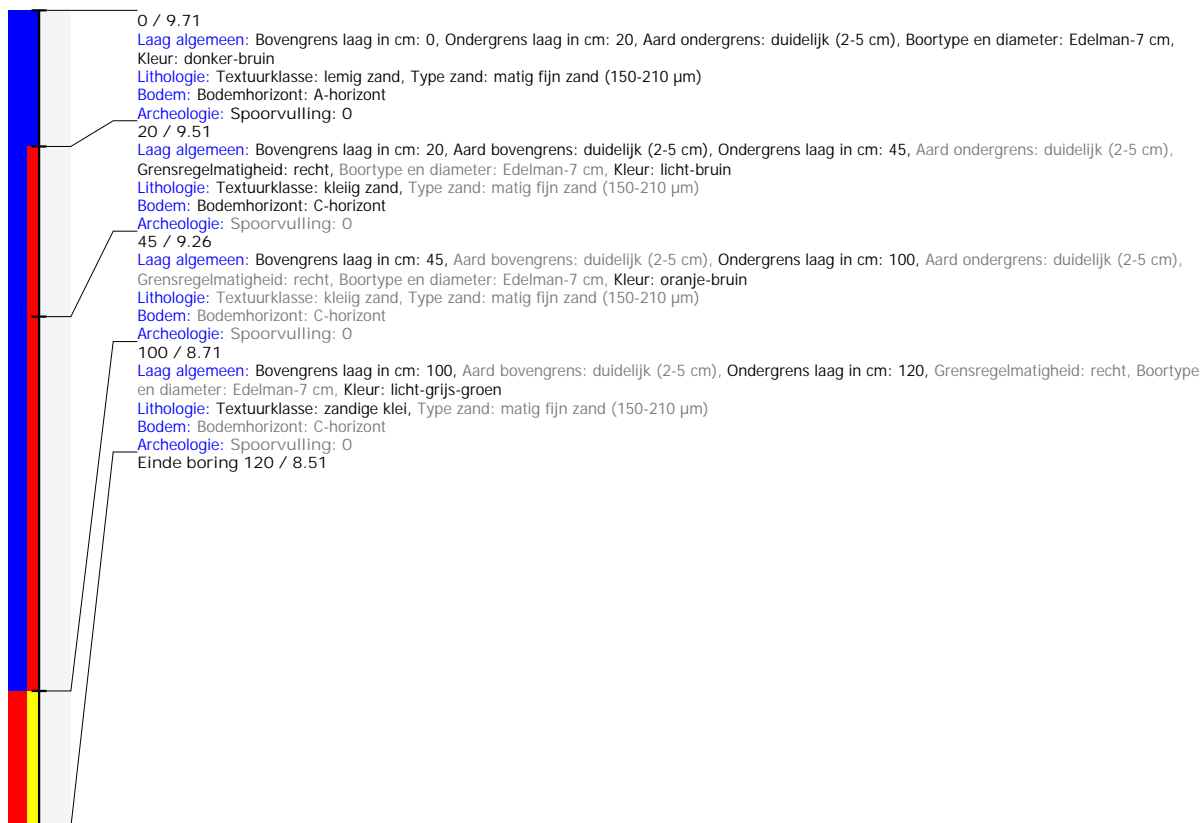 0 / 9.71
Laag algemeen: Bovengrens laag in cm: 0, Ondergrens laag in cm: 20, Aard ondergrens: duidelijk (2-5 cm), Boortype en diameter: Edelman-7 cm,
Kleur: donker-bruin
Lithologie: Textuurklasse: lemig zand, Type zand: matig fijn zand (150-210 µm)
Bodem: Bodemhorizont: A-horizont
Archeologie: Spoorvulling: 0
20 / 9.51
Laag algemeen: Bovengrens laag in cm: 20, Aard bovengrens: duidelijk (2-5 cm), Ondergrens laag in cm: 45, Aard ondergrens: duidelijk (2-5 cm),
Grensregelmatigheid: recht, Boortype en diameter: Edelman-7 cm, Kleur: licht-bruin
Lithologie: Textuurklasse: kleiig zand, Type zand: matig fijn zand (150-210 µm)
Bodem: Bodemhorizont: C-horizont
Archeologie: Spoorvulling: 0
45 / 9.26
Laag algemeen: Bovengrens laag in cm: 45, Aard bovengrens: duidelijk (2-5 cm), Ondergrens laag in cm: 100, Aard ondergrens: duidelijk (2-5 cm),
Grensregelmatigheid: recht, Boortype en diameter: Edelman-7 cm, Kleur: oranje-bruin
Lithologie: Textuurklasse: kleiig zand, Type zand: matig fijn zand (150-210 µm)
Bodem: Bodemhorizont: C-horizont
Archeologie: Spoorvulling: 0
100 / 8.71
Laag algemeen: Bovengrens laag in cm: 100, Aard bovengrens: duidelijk (2-5 cm), Ondergrens laag in cm: 120, Grensregelmatigheid: recht, Boortype
en diameter: Edelman-7 cm, Kleur: licht-grijs-groen
Lithologie: Textuurklasse: zandige klei, Type zand: matig fijn zand (150-210 µm)
Bodem: Bodemhorizont: C-horizont
Archeologie: Spoorvulling: 0
Einde boring 120 / 8.51